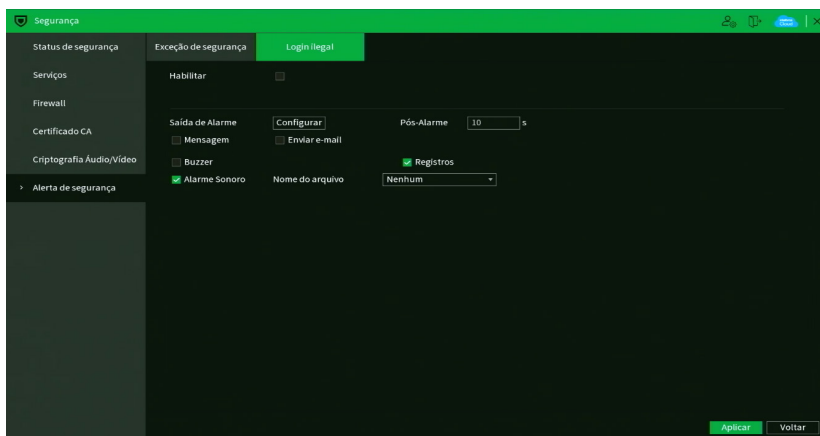 Segurança
Status de segurança
Serviços
Firewall
Certificado CA
Criptografia Áudio/Vídeo
Alerta de segurança
Exceção de segurança
Login ilegal
Habilitar
Saída de Alarme Configurar Pós-Alarme 10 s
Mensagem Enviar e-mail
Buzzer Registros
Alarme Sonoro Nome do arquivo Nenhum
Aplicar Voltar